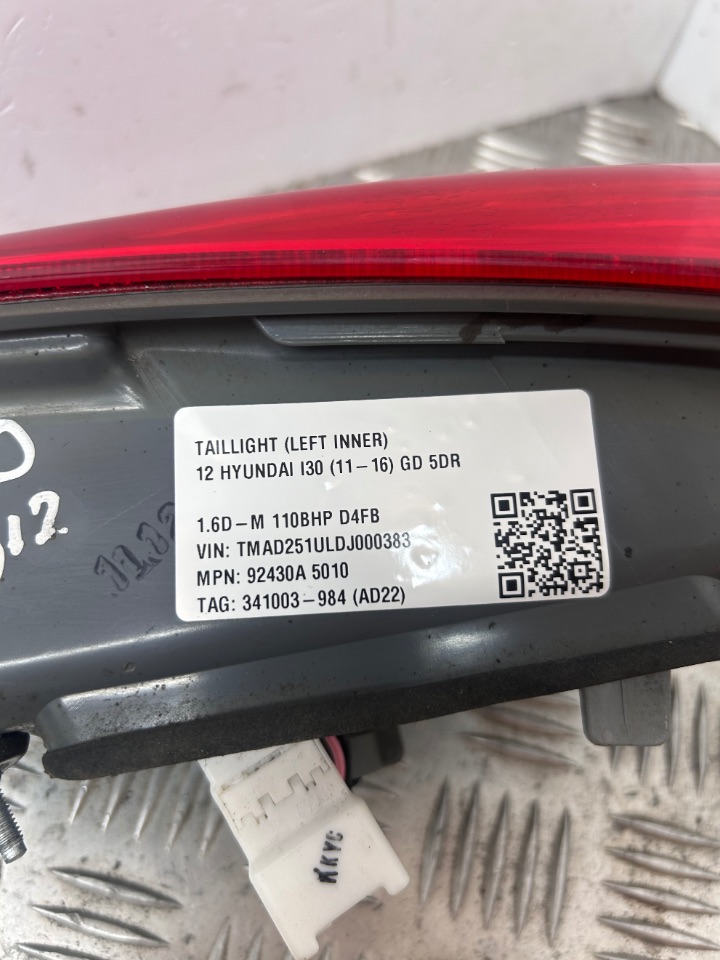 TAILLIGHT (LEFT INNER)
12 HYUNDAI I30 (11-16) GD 5DR
1.6D-M 110BHP D4FB
VIN: TMAD251ULDJ000383
MPN: 92430A 5010
TAG: 341003-984 (AD22)